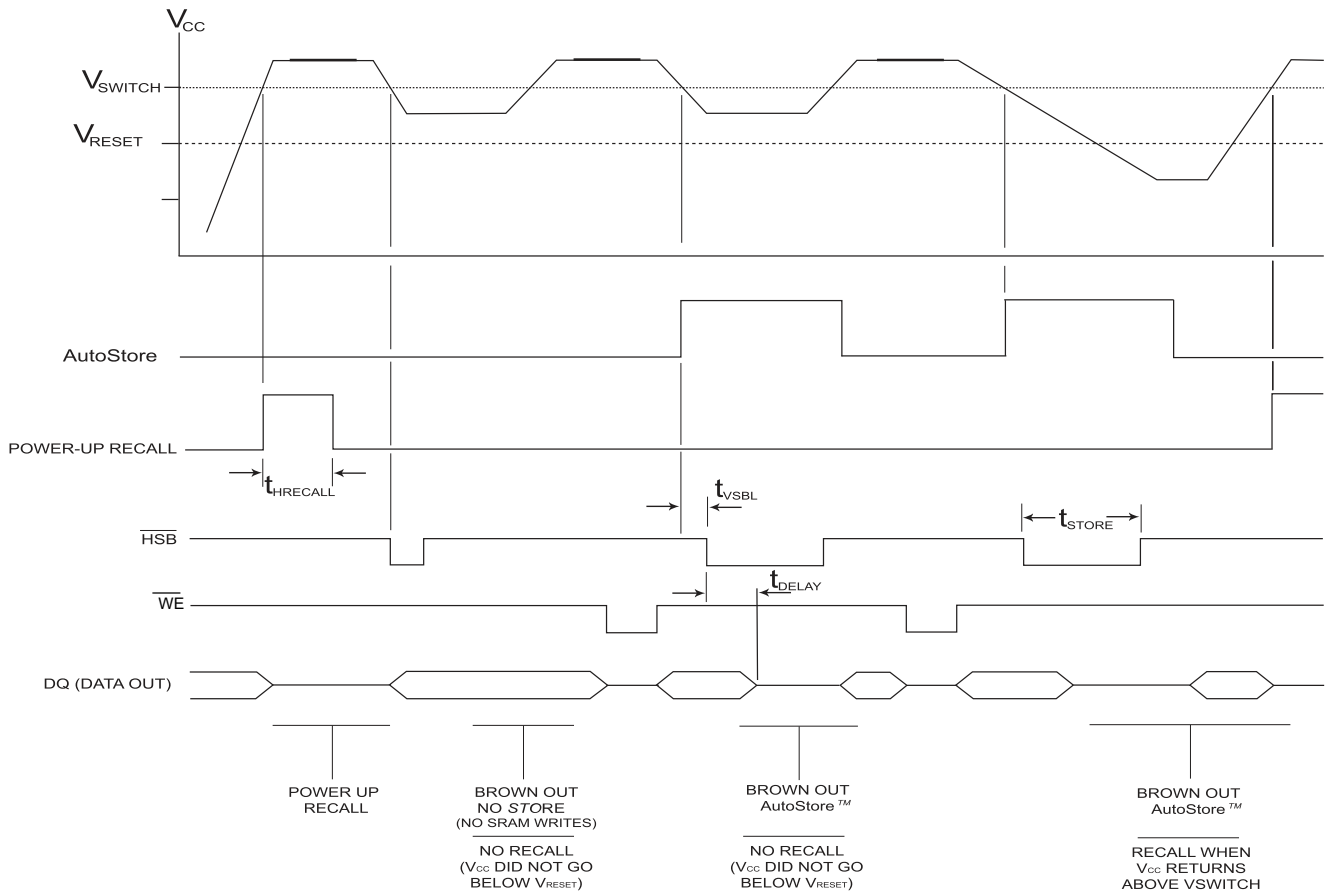 VCC
VSWITCH
VRESET
AutoStore
POWER-UP RECALL
tHRECALL
tVSBL
HSB
tSTORE
tDELAY
WE
DQ (DATA OUT)
POWER UP
RECALL
BROWN OUT
NO STORE
(NO SRAM WRITES)
NO RECALL
(VCC DID NOT GO
BELOW VRESET)
BROWN OUT
AutoStore™
NO RECALL
(VCC DID NOT GO
BELOW VRESET)
BROWN OUT
AutoStore™
RECALL WHEN
VCC RETURNS
ABOVE VSWITCH